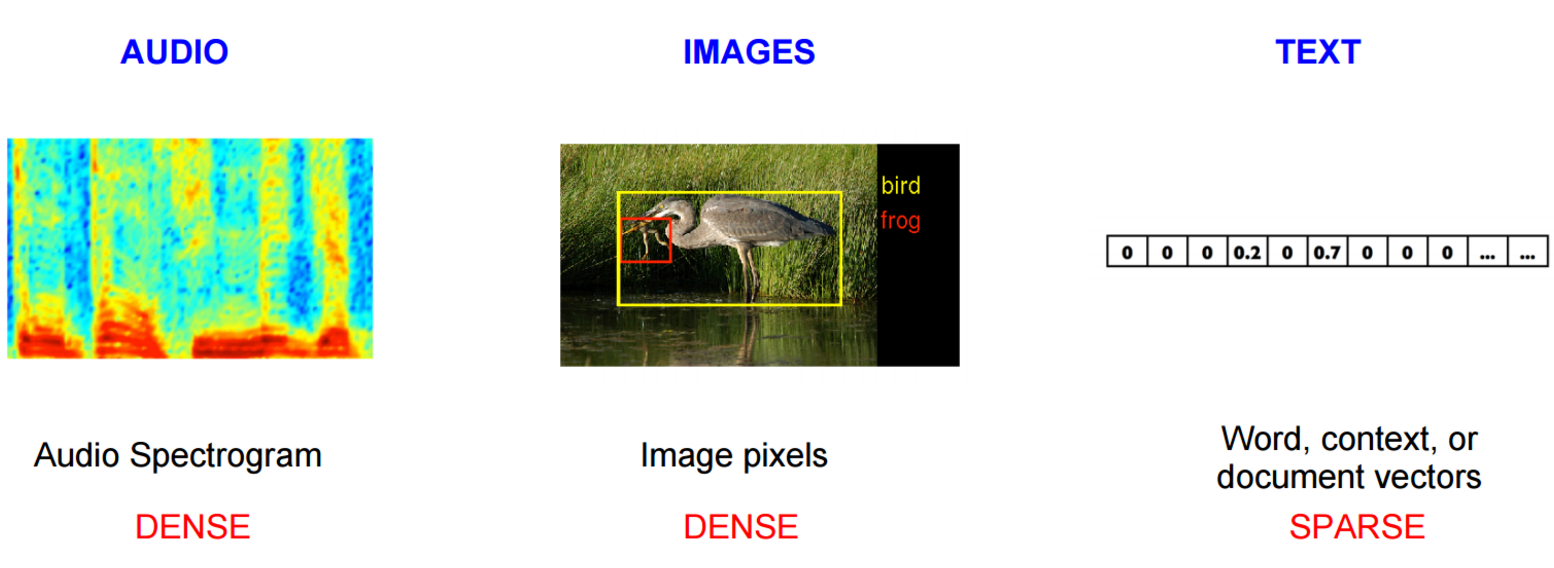 AUDIO
IMAGES
TEXT
bird
frog
0 0 0 0.2 0 0.7 0 0 0 ... ...
Audio Spectrogram
Image pixels
Word, context, or
document vectors
DENSE
DENSE
SPARSE